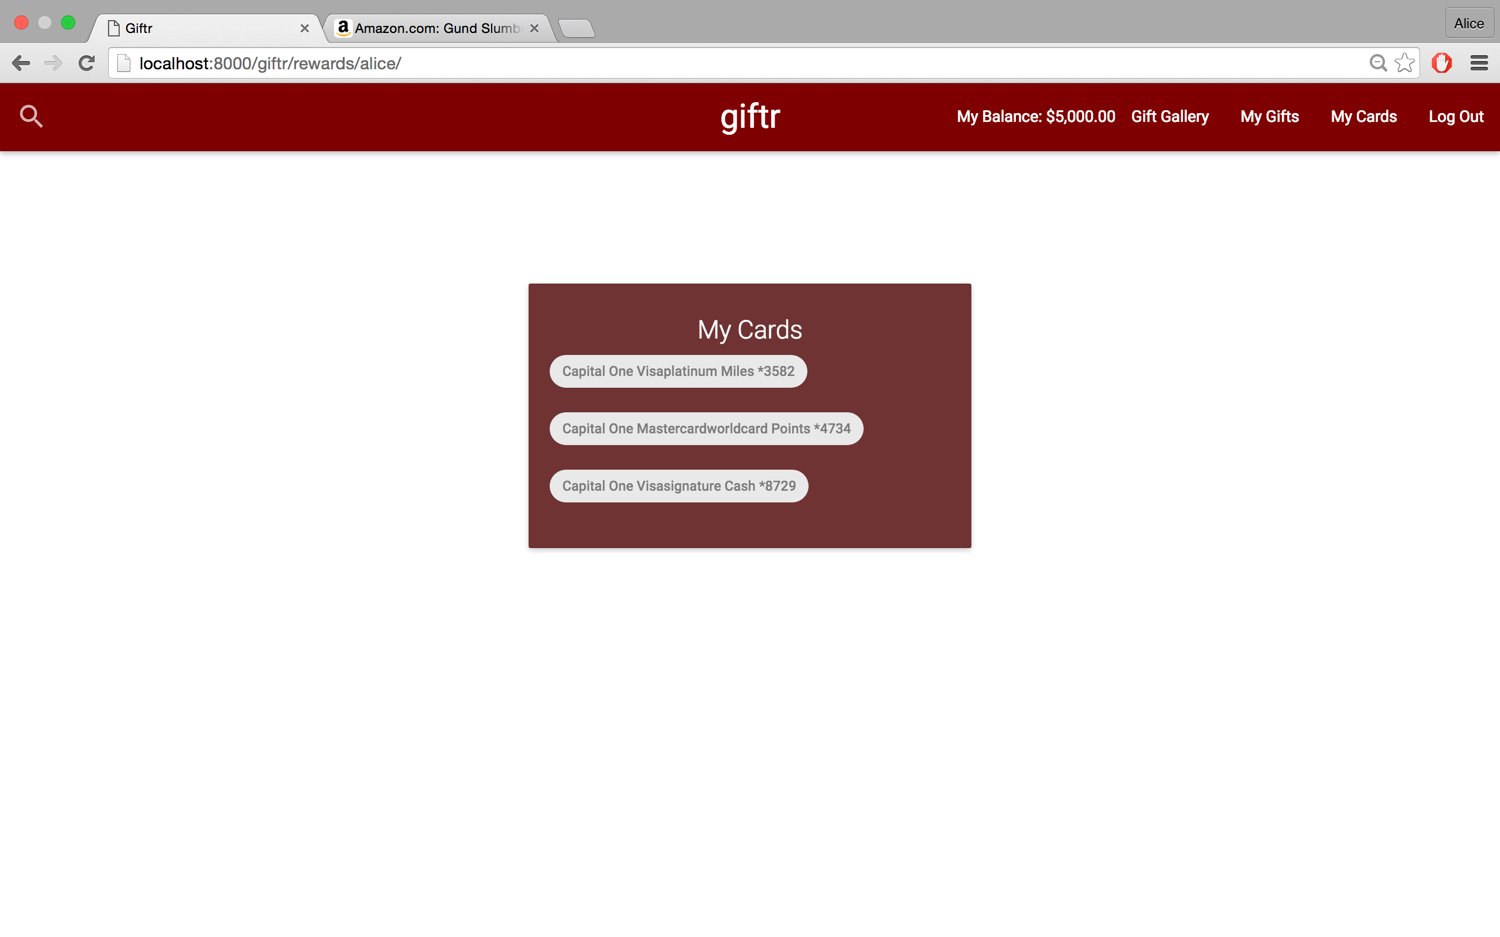 Giftr
Amazon.com: Gund Slumb
Alice
localhost:8000/giftr/rewards/alice/
giftr
My Balance: $5,000.00 Gift Gallery My Gifts My Cards Log Out
My Cards
Capital One Visaplatinum Miles *3582
Capital One Mastercardworldcard Points *4734
Capital One Visasignature Cash *8729